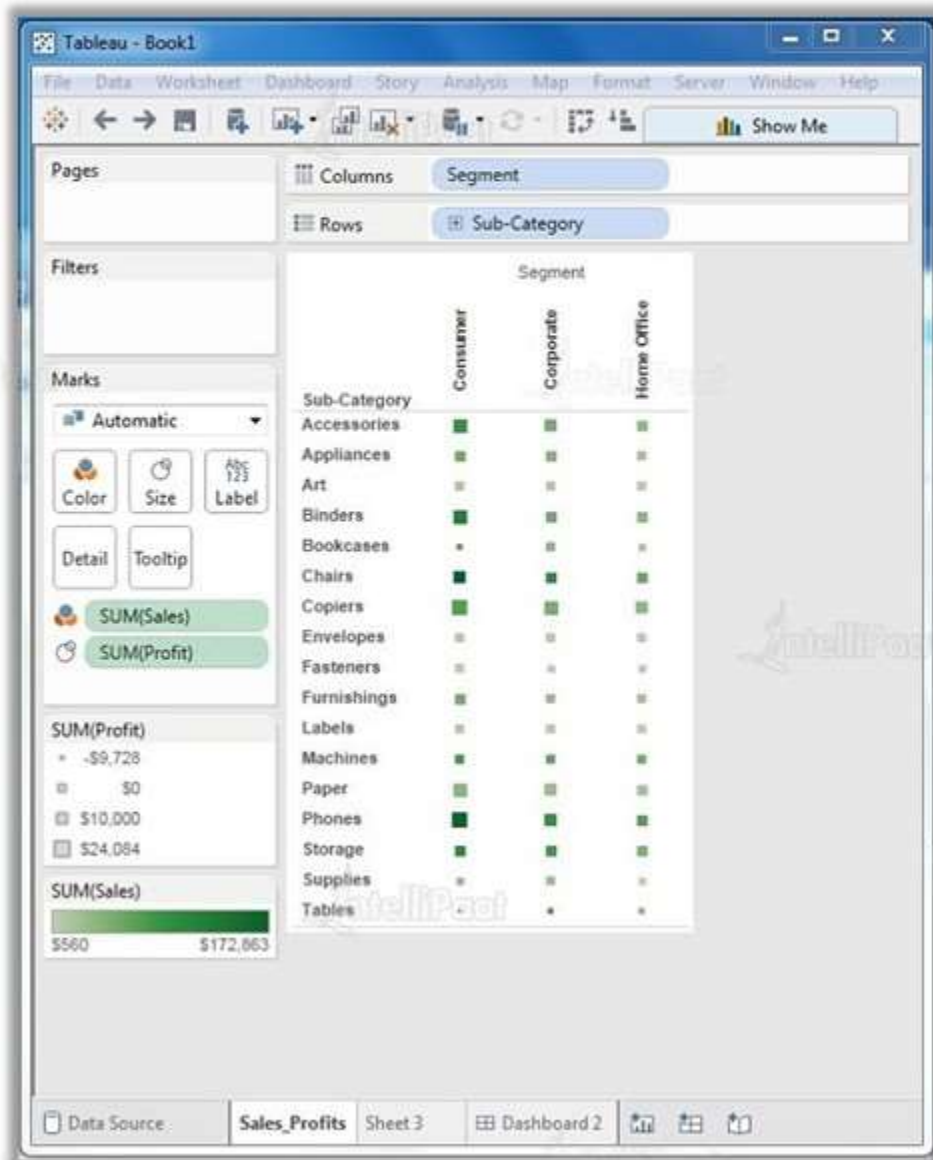 Tableau - Book1
File Data Worksheet Dashboard Story Analysis Map Format Server Window Help
Show Me
Pages
Columns Segment
Rows Sub-Category
Filters
Segment
Consumer
Corporate
Home Office
Marks
Sub-Category
Automatic
Accessories
Appliances
Art
Binders
Bookcases
Chairs
Copiers
Envelopes
Fasteners
Furnishings
Labels
Machines
Paper
Phones
Storage
Supplies
Tables
Color Size Abc 123 Label
Detail Tooltip
SUM(Sales)
SUM(Profit)
SUM(Profit)
-$9,728
$0
$10,000
$24,084
SUM(Sales)
$560 $172,863
IntelliPaat
Data Source Sales_Profits Sheet 3 Dashboard 2